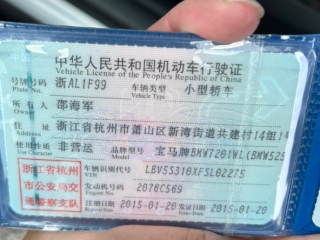 中华人民共和国机动车行驶证
Vehicle License of the People's Republic of China
号牌号码 浙AL1F99 车辆类型 小型轿车
Plate No. Vehicle Type
所有人 邵海军
Owner
住址 浙江省杭州市萧山区新湾街道共建村14组14
Address
使用性质 非营运 品牌型号 宝马牌BMW7201WL(BMW525
Use Character Model
浙江省杭州市公安局交通警察支队
车辆识别代号 LBV5S310XFSL02275
VIN
发动机号码 2076C569
Engine No.
注册日期 2015-01-20 发证日期 2015-01-20
Register Date Issue Date